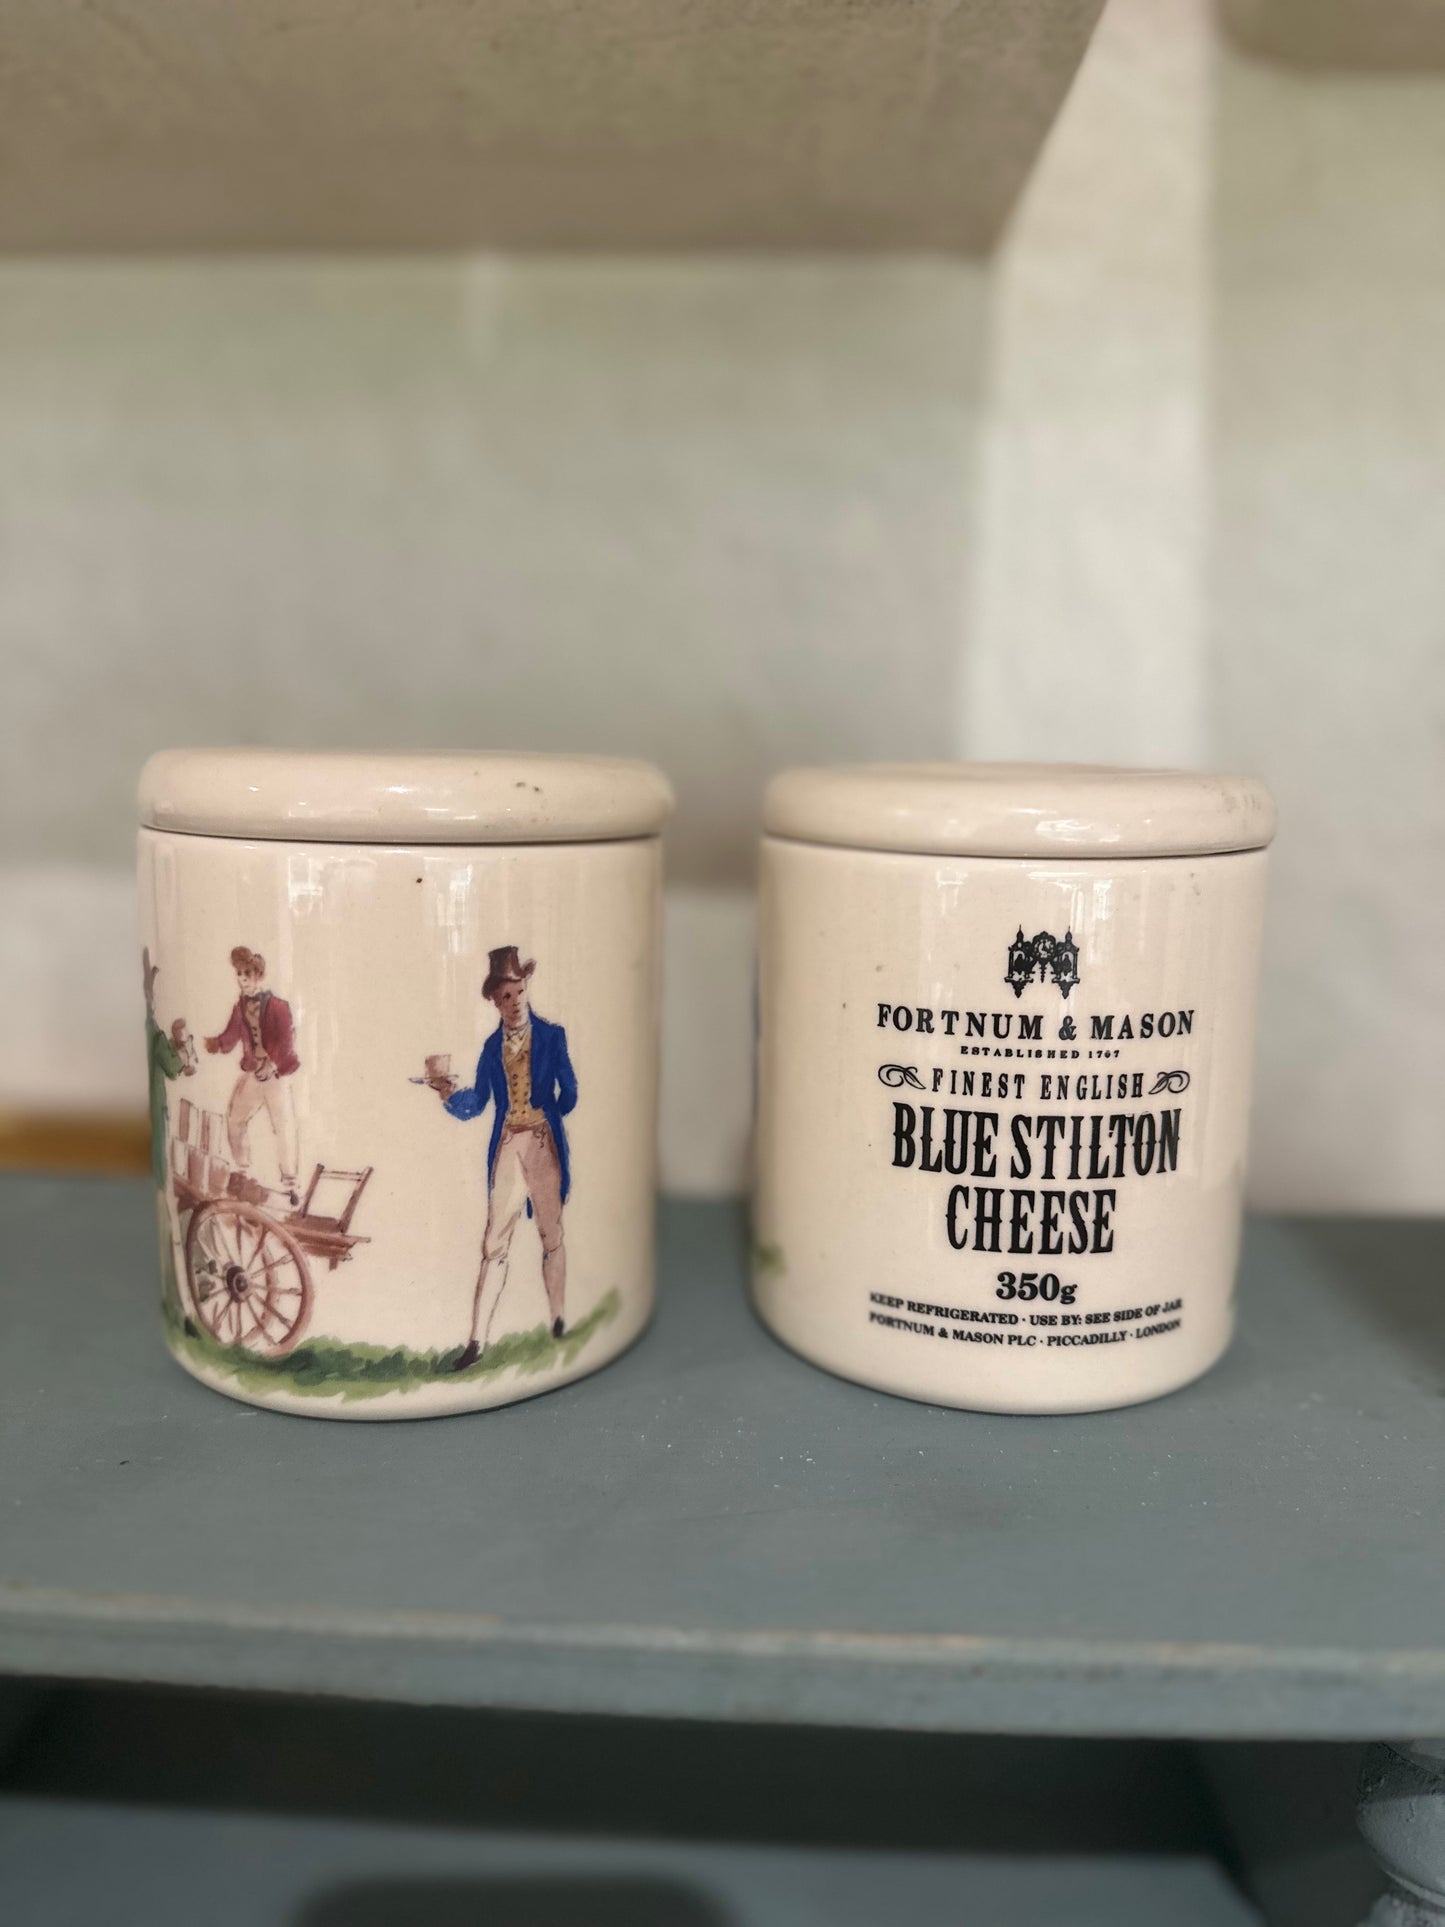 FORTNUM & MASON
ESTABLISHED 1707
FINEST ENGLISH
BLUE STILTON
CHEESE
350g
KEEP REFRIGERATED · USE BY: SEE SIDE OF JAR
FORTNUM & MASON PLC · PICCADILLY · LONDON